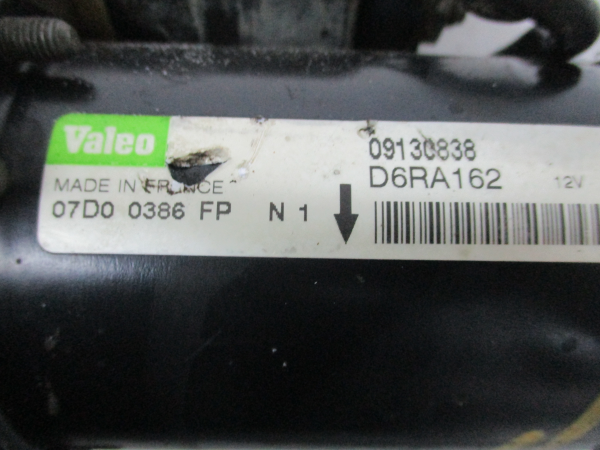 Valeo
09130838
MADE IN FRANCE
D6RA162 12V
07D0 0386 FP N 1